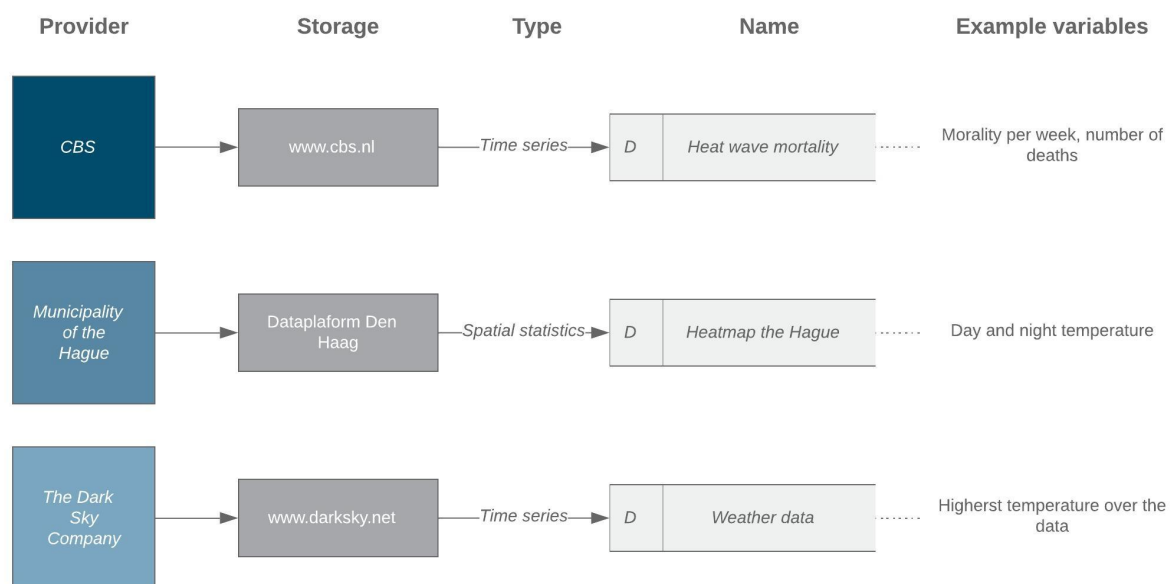 Provider
Storage
Type
Name
Example variables
CBS
www.cbs.nl
Time series
D
Heat wave mortality
Morality per week, number of
deaths
Municipality
of the
Hague
Dataplaform Den
Haag
Spatial statistics
D
Heatmap the Hague
Day and night temperature
The Dark
Sky
Company
www.darksky.net
Time series
D
Weather data
Higherst temperature over the
data